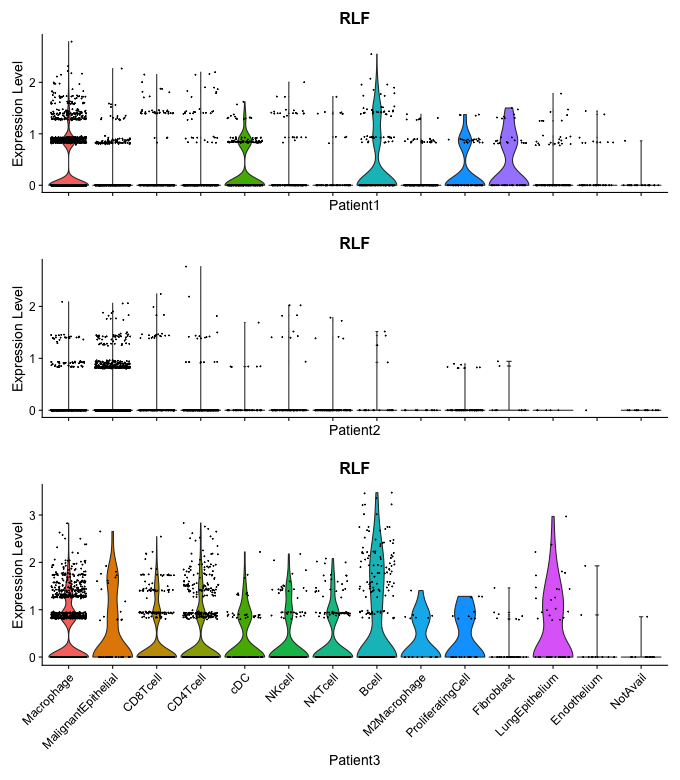 RLF
Expression Level
2
1
0
Patient1
RLF
Expression Level
2
1
0
Patient2
RLF
Expression Level
3
2
1
0
Macrophage
MalignantEpithelial
CD8Tcell
CD4Tcell
cDC
NKcell
NKTcell
Bcell
M2Macrophage
ProliferatingCell
Fibroblast
LungEpithelium
Endothelium
NotAvail
Patient3